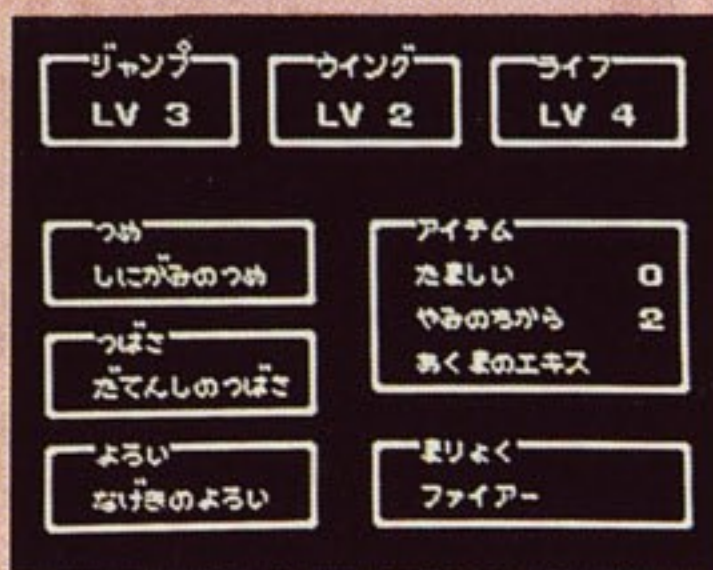 ジャンプ
LV 3
ウイング
LV 2
ライフ
LV 4
つめ
しにがみのつめ
つばさ
だてんしのつばさ
よろい
なげきのよろい
アイテム
たましい 0
やみのちから 2
あくまのエキス
まりょく
ファイアー